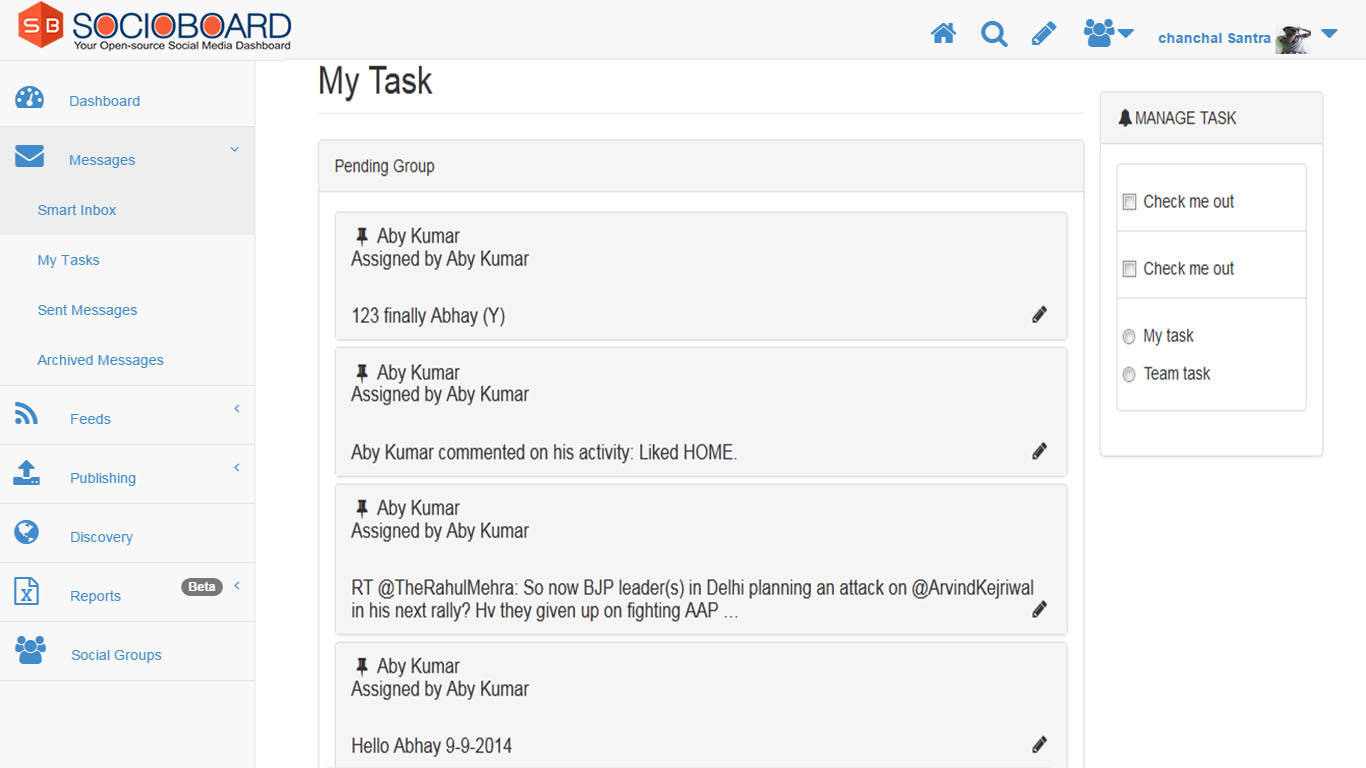 SB SOCIOBOARD
Your Open-source Social Media Dashboard
chanchal Santra
Dashboard
Messages
Smart Inbox
My Tasks
Sent Messages
Archived Messages
Feeds
Publishing
Discovery
Reports Beta
Social Groups
My Task
Pending Group
Aby Kumar
Assigned by Aby Kumar
123 finally Abhay (Y)
Aby Kumar
Assigned by Aby Kumar
Aby Kumar commented on his activity: Liked HOME.
Aby Kumar
Assigned by Aby Kumar
RT @TheRahulMehra: So now BJP leader(s) in Delhi planning an attack on @ArvindKejriwal
in his next rally? Hv they given up on fighting AAP …
Aby Kumar
Assigned by Aby Kumar
Hello Abhay 9-9-2014
MANAGE TASK
Check me out
Check me out
My task
Team task